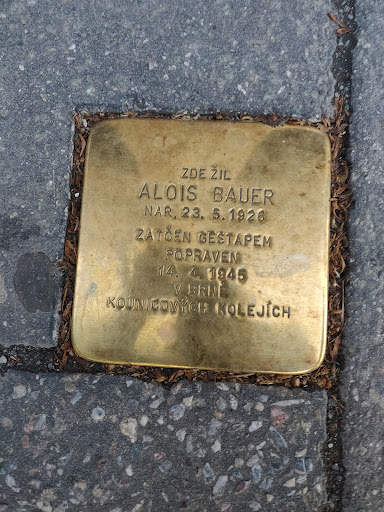 ZDE ŽIL
ALOIS BAUER
NAR. 23. 5. 1926
ZATČEN GESTAPEM
POPRAVEN
14. 4. 1945
V BRNĚ
KOUNICOVÝCH KOLEJÍCH